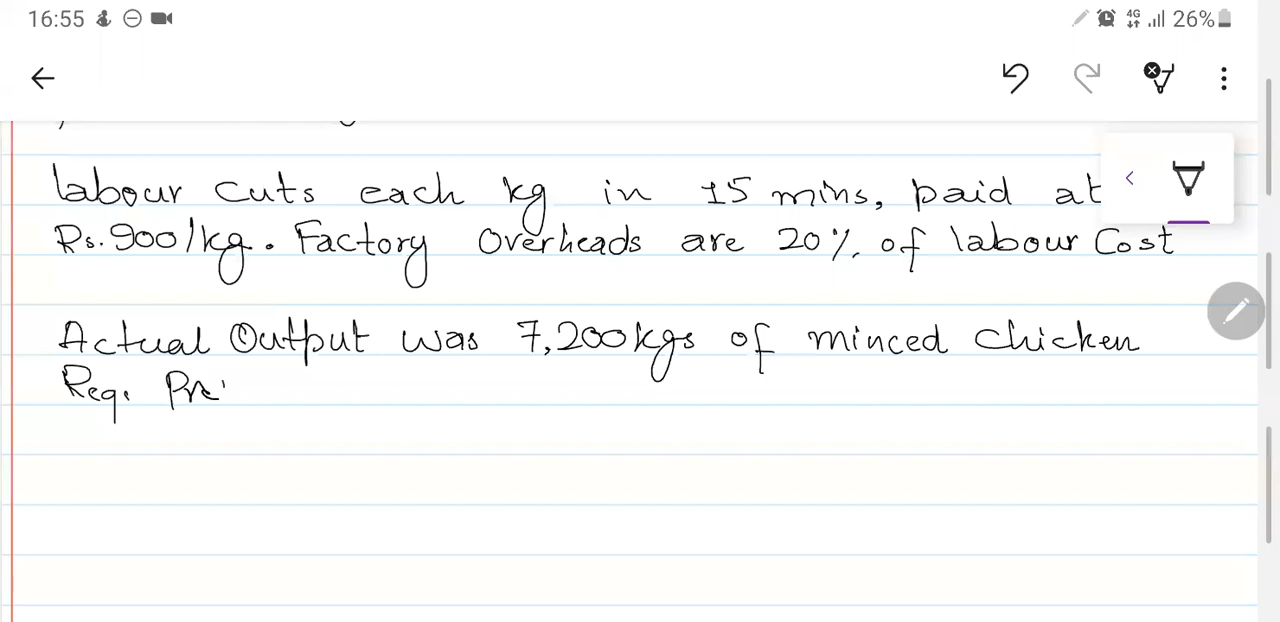 16:55 4G 26%
labour cuts each kg in 15 mins, paid at
Rs.900/kg. Factory Overheads are 20% of labour Cost
Actual Output was 7,200kgs of minced chicken
Req. Pre